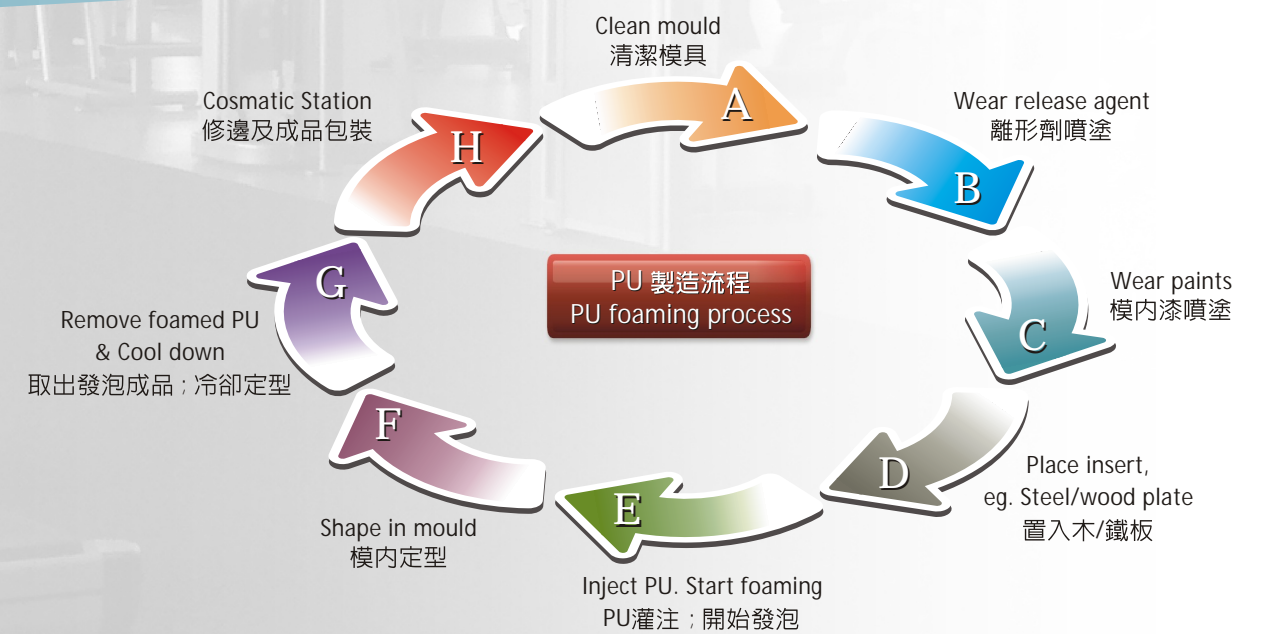 Clean mould
清潔模具
A
Wear release agent
離形劑噴塗
B
Wear paints
模内漆噴塗
C
Place insert,
eg. Steel/wood plate
置入木/鐵板
D
Inject PU. Start foaming
PU灌注；開始發泡
E
Shape in mould
模内定型
F
Remove foamed PU
& Cool down
取出發泡成品；冷卻定型
G
Cosmatic Station
修邊及成品包裝
H
PU 製造流程
PU foaming process